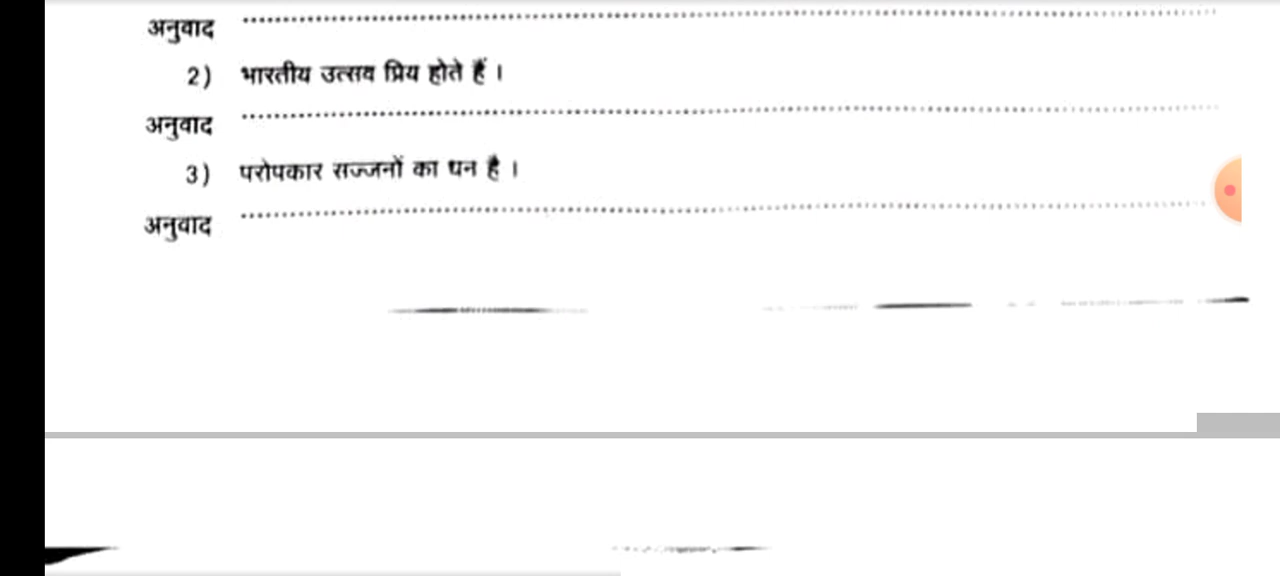 अनुवाद ................................................
2) भारतीय उत्सव प्रिय होते हैं ।
अनुवाद ................................................
3) परोपकार सज्जनों का धन है ।
अनुवाद ................................................